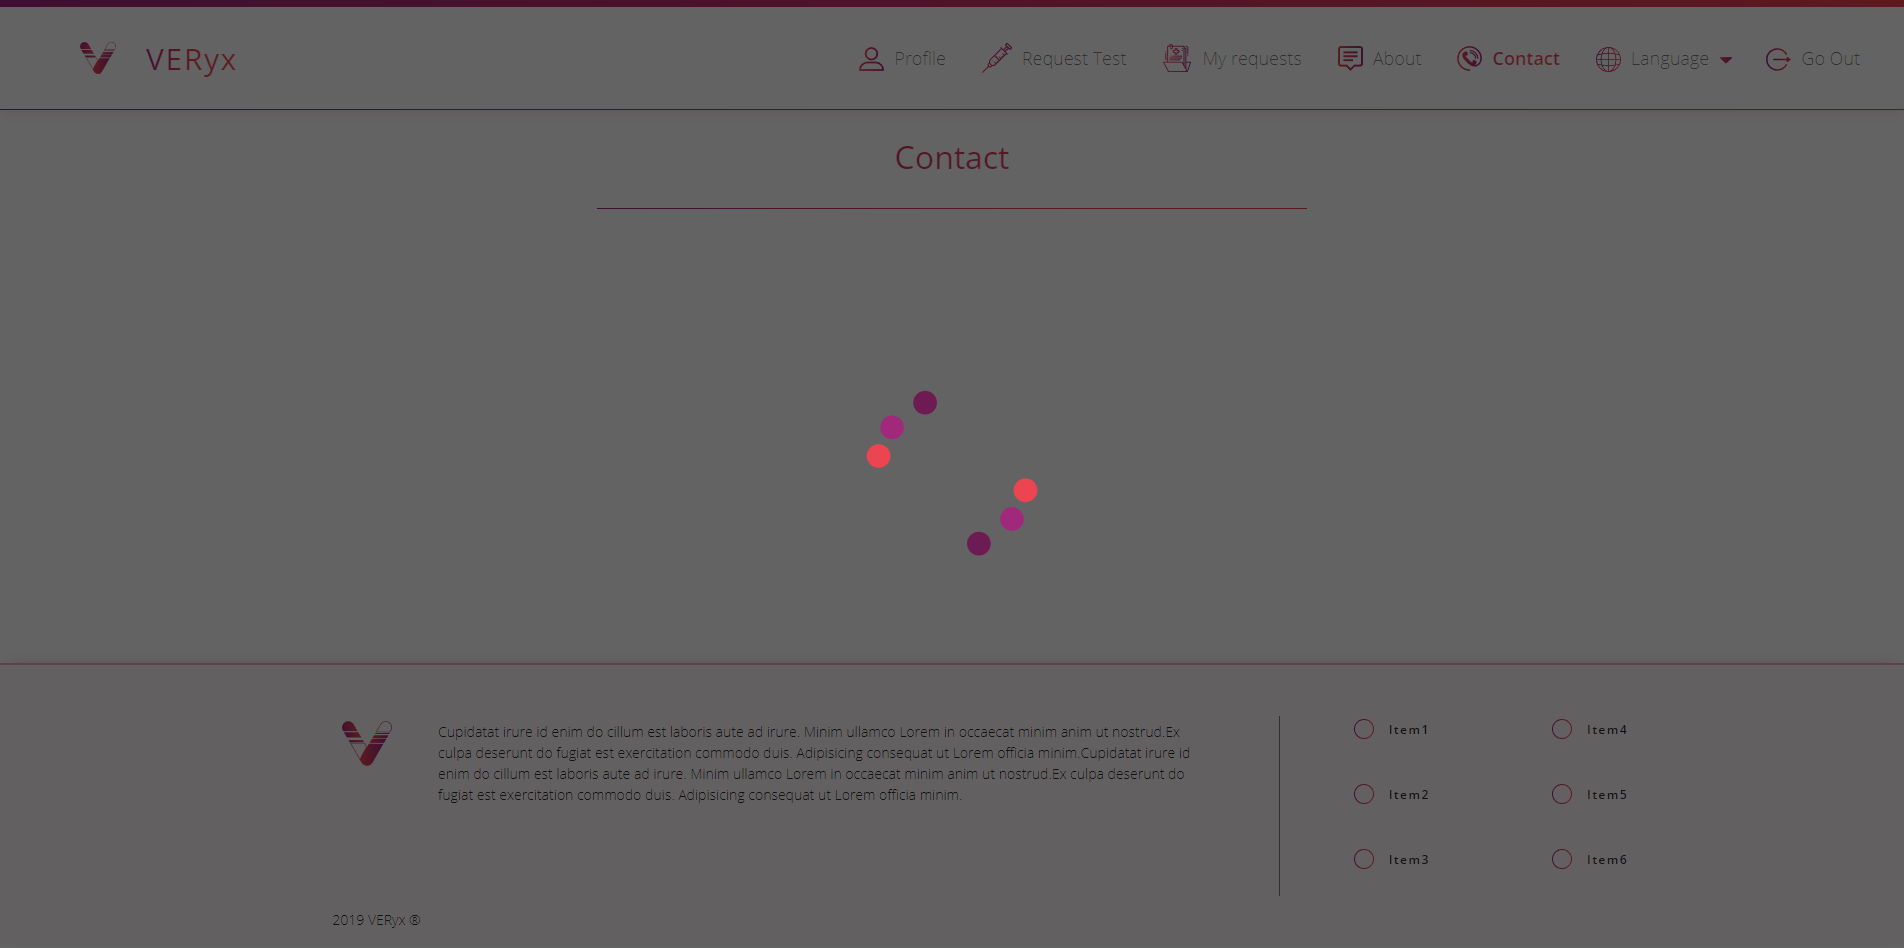 VERyx
Profile
Request Test
My requests
About
Contact
Language
Go Out
Contact
Cupidatat irure id enim do cillum est laboris aute ad irure. Minim ullamco Lorem in occaecat minim anim ut nostrud.Ex
culpa deserunt do fugiat est exercitation commodo duis. Adipisicing consequat ut Lorem officia minim.Cupidatat irure id
enim do cillum est laboris aute ad irure. Minim ullamco Lorem in occaecat minim anim ut nostrud.Ex culpa deserunt do
fugiat est exercitation commodo duis. Adipisicing consequat ut Lorem officia minim.
Item1
Item4
Item2
Item5
Item3
Item6
2019 VERyx ®